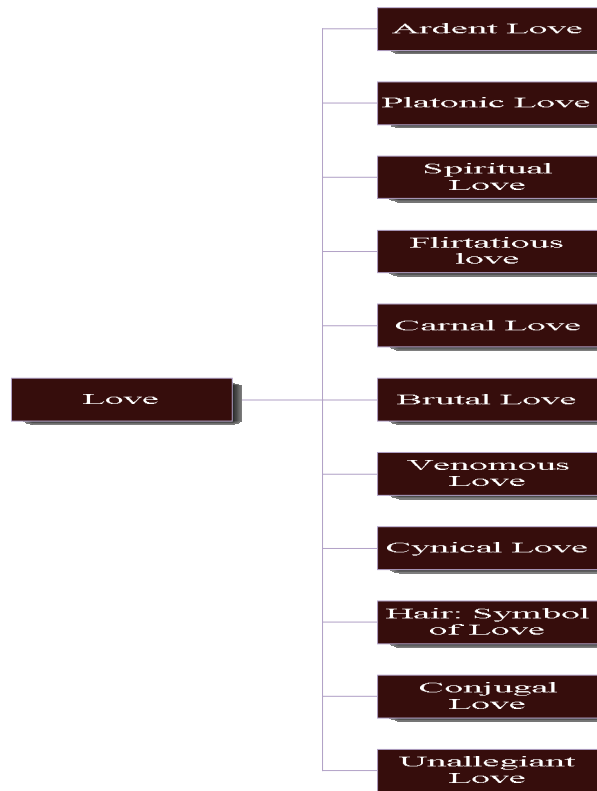 Ardent Love
Platonic Love
Spiritual
Love
Flirtatious
love
Carnal Love
Love
Brutal Love
Venomous
Love
Cynical Love
Hair: Symbol
of Love
Conjugal
Love
Unallegiant
Love